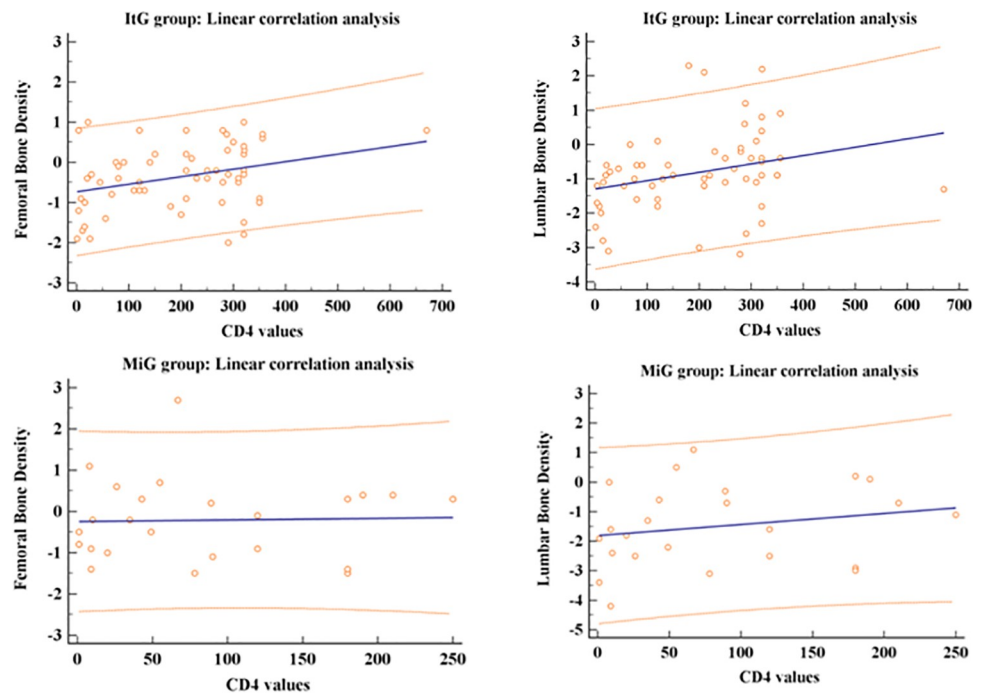 ItG group: Linear correlation analysis
3
2
1
0
-1
-2
-3
Femoral Bone Density
0 100 200 300 400 500 600 700
CD4 values
ItG group: Linear correlation analysis
3
2
1
0
-1
-2
-3
-4
Lumbar Bone Density
0 100 200 300 400 500 600 700
CD4 values
MiG group: Linear correlation analysis
3
2
1
0
-1
-2
-3
Femoral Bone Density
0 50 100 150 200 250
CD4 values
MiG group: Linear correlation analysis
3
2
1
0
-1
-2
-3
-4
-5
Lumbar Bone Density
0 50 100 150 200 250
CD4 values